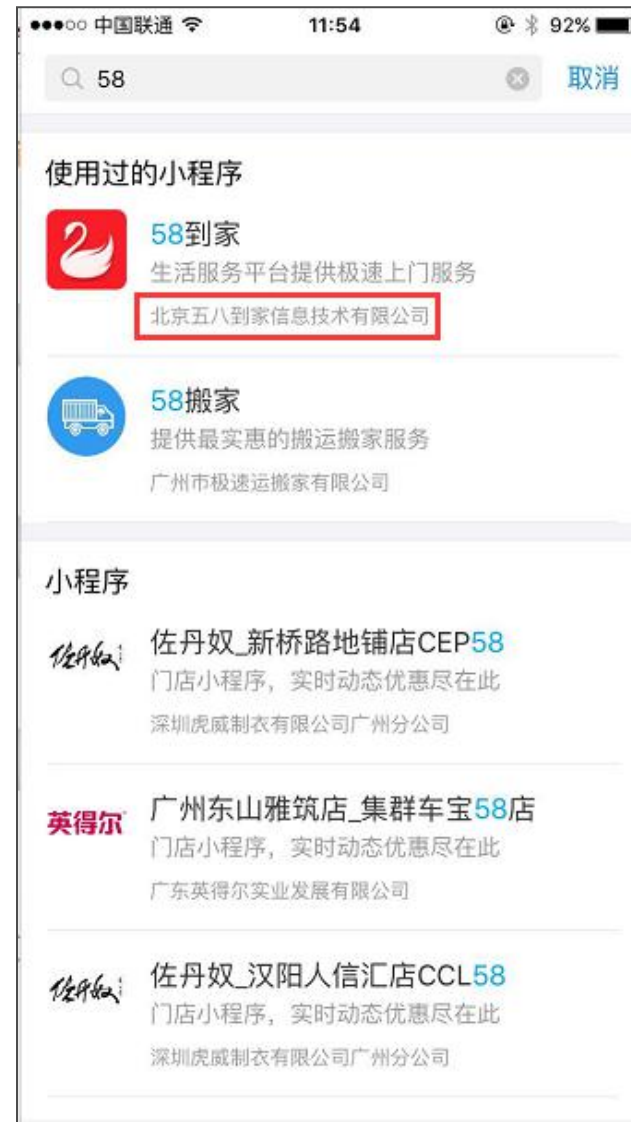 中国联通 11:54 92%
58 取消
使用过的小程序
58到家
生活服务平台提供极速上门服务
北京五八到家信息技术有限公司
58搬家
提供最实惠的搬运搬家服务
广州市极速运搬家有限公司
小程序
佐丹奴 佐丹奴_新桥路地铺店CEP58
门店小程序，实时动态优惠尽在此
深圳虎威制衣有限公司广州分公司
英得尔 广州东山雅筑店_集群车宝58店
门店小程序，实时动态优惠尽在此
广东英得尔实业发展有限公司
佐丹奴 佐丹奴_汉阳人信汇店CCL58
门店小程序，实时动态优惠尽在此
深圳虎威制衣有限公司广州分公司